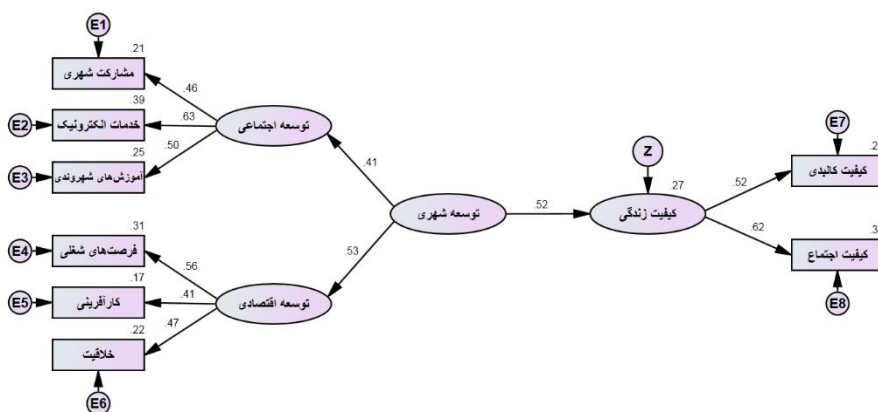 E1
.21
مشارکت شهری
.46
E2
.39
خدمات الکترونیک
.63
توسعه اجتماعی
E3
.25
آموزش‌های شهروندی
.50
.41
توسعه شهری
.52
Z
.27
کیفیت زندگی
.52
E7
کیفیت کالبدی
.62
کیفیت اجتماع
E8
E4
.31
فرصت‌های شغلی
.56
.53
توسعه اقتصادی
E5
.17
کارآفرینی
.41
.22
خلاقیت
.47
E6